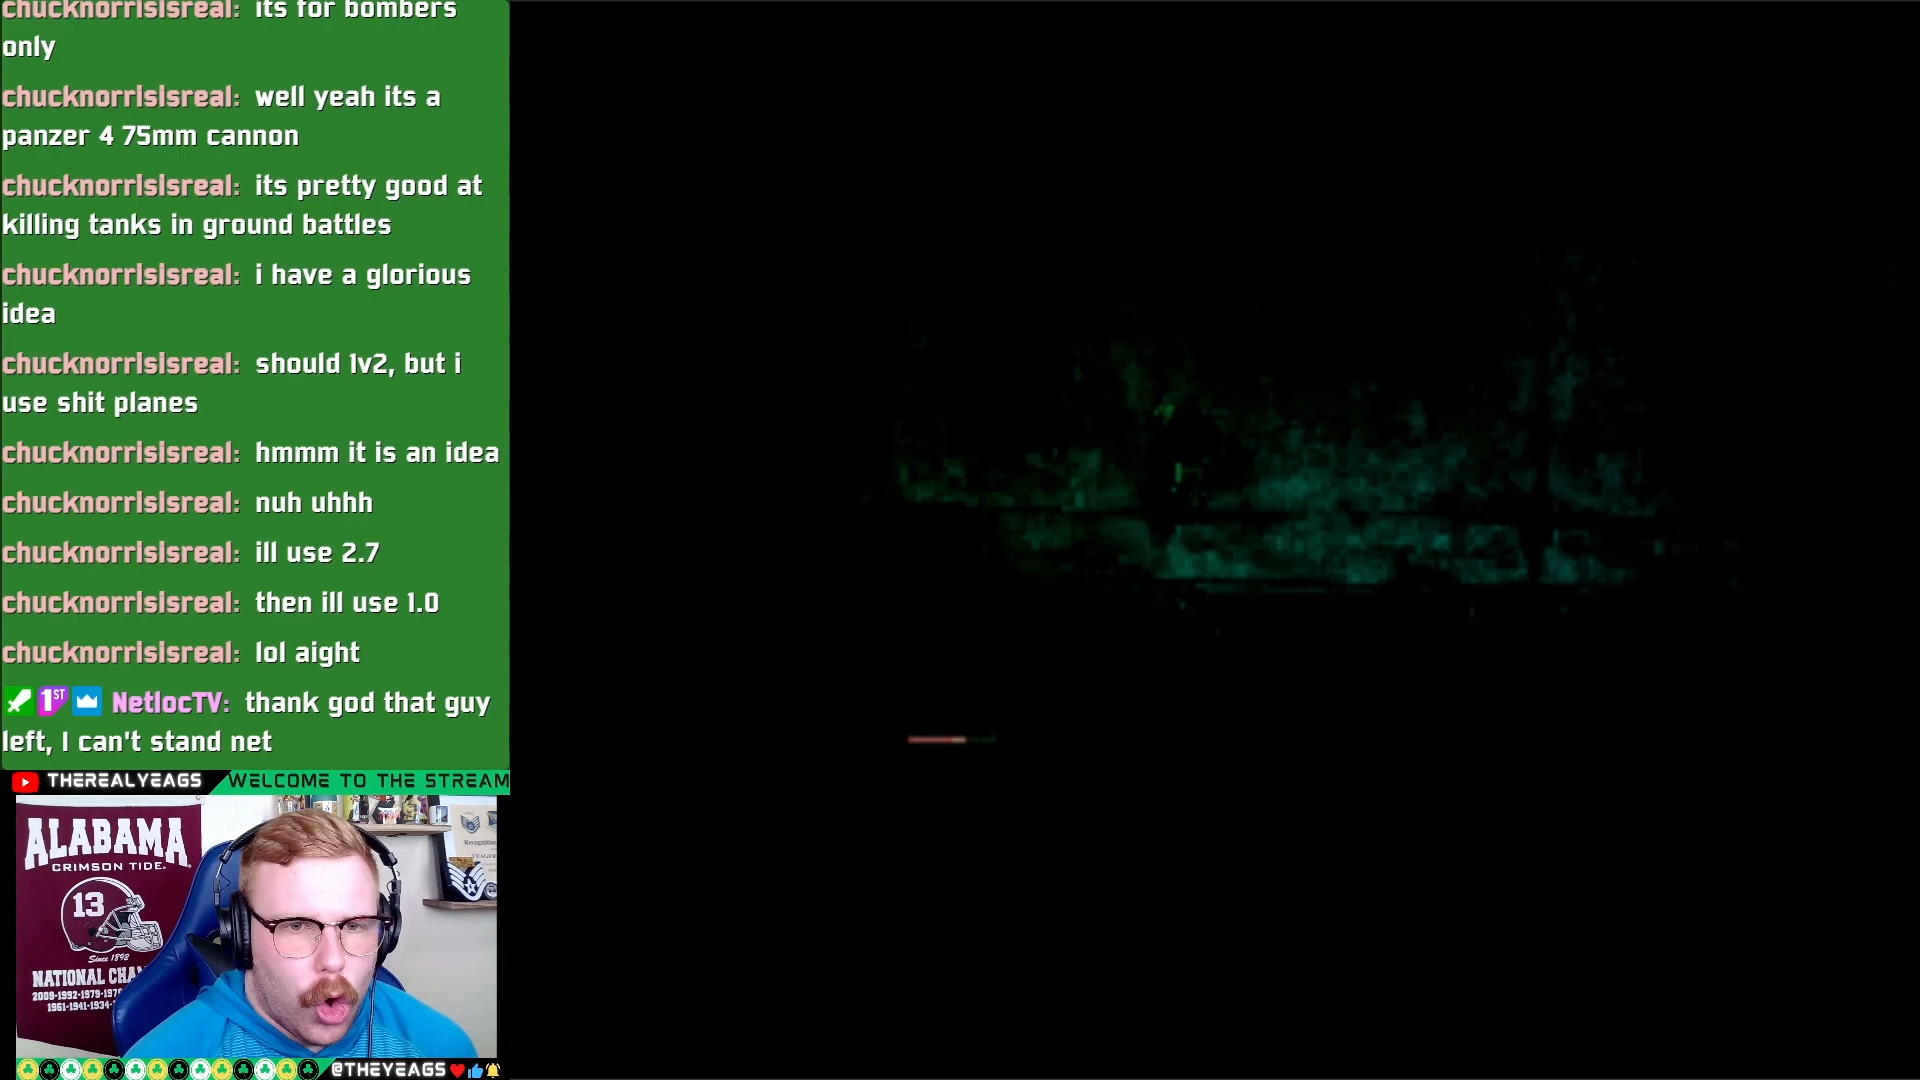 chucknorrisisreal: its for bombers
only
chucknorrisisreal: well yeah its a
panzer 4 75mm cannon
chucknorrisisreal: its pretty good at
killing tanks in ground battles
chucknorrisisreal: i have a glorious
idea
chucknorrisisreal: should 1v2, but i
use shit planes
chucknorrisisreal: hmmm it is an idea
chucknorrisisreal: nuh uhhh
chucknorrisisreal: ill use 2.7
chucknorrisisreal: then ill use 1.0
chucknorrisisreal: lol aight
1ST NetlocTV: thank god that guy
left, I can't stand net
THEREALYEAGS WELCOME TO THE STREAM
ALABAMA
CRIMSON TIDE
13
Since 1892
NATIONAL CHA
Recognition
YEAGER
@THEYEAGS